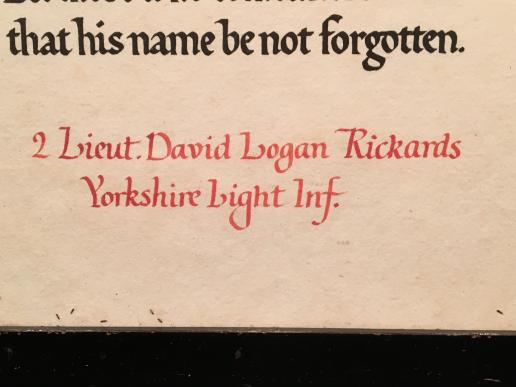 that his name be not forgotten.
2 Lieut. David Logan Rickards
Yorkshire Light Inf.